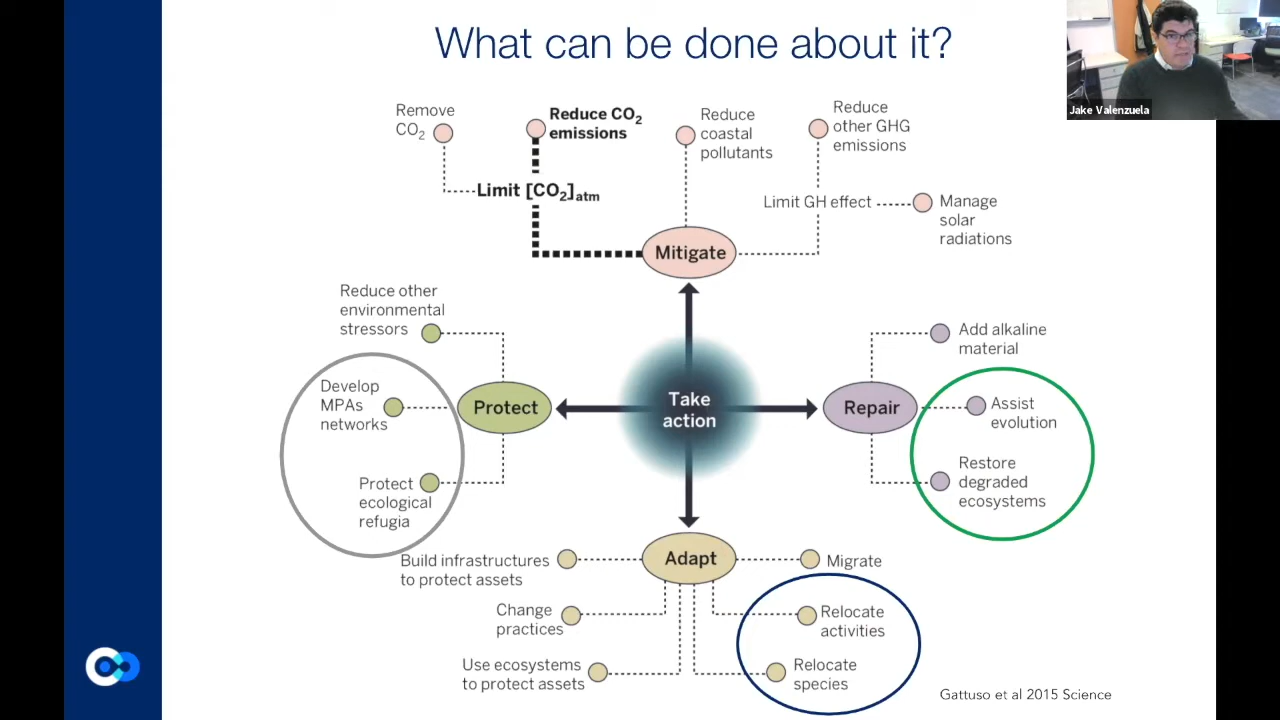 What can be done about it?
Jake Valenzuela
Remove
CO₂
Reduce CO₂
emissions
Reduce
coastal
pollutants
Reduce
other GHG
emissions
Limit [CO₂]atm
Limit GH effect
Manage
solar
radiations
Mitigate
Reduce other
environmental
stressors
Add alkaline
material
Develop
MPAs
networks
Protect
Take
action
Repair
Assist
evolution
Protect
ecological
refugia
Restore
degraded
ecosystems
Build infrastructures
to protect assets
Adapt
Migrate
Change
practices
Relocate
activities
Use ecosystems
to protect assets
Relocate
species
Gattuso et al 2015 Science